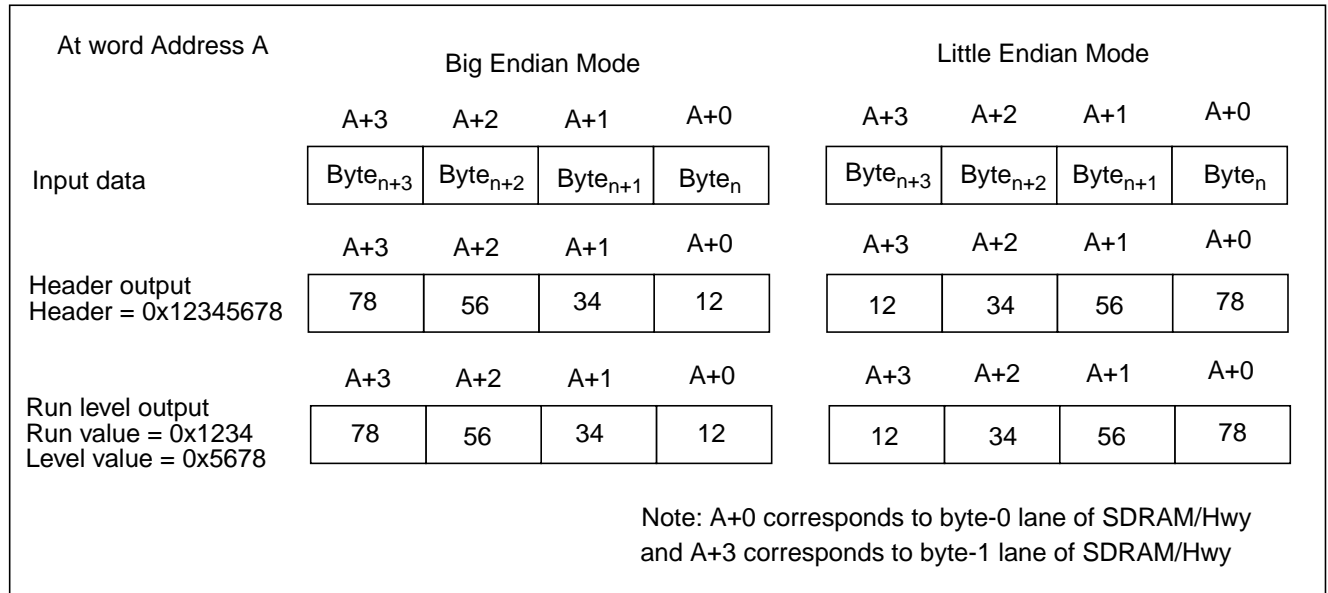 At word Address A
Big Endian Mode Little Endian Mode
A+3 A+2 A+1 A+0 A+3 A+2 A+1 A+0
Input data Byteₙ₊₃ Byteₙ₊₂ Byteₙ₊₁ Byteₙ Byteₙ₊₃ Byteₙ₊₂ Byteₙ₊₁ Byteₙ
A+3 A+2 A+1 A+0 A+3 A+2 A+1 A+0
Header output
Header = 0x12345678 78 56 34 12 12 34 56 78
A+3 A+2 A+1 A+0 A+3 A+2 A+1 A+0
Run level output
Run value = 0x1234 78 56 34 12 12 34 56 78
Level value = 0x5678
Note: A+0 corresponds to byte-0 lane of SDRAM/Hwy
and A+3 corresponds to byte-1 lane of SDRAM/Hwy